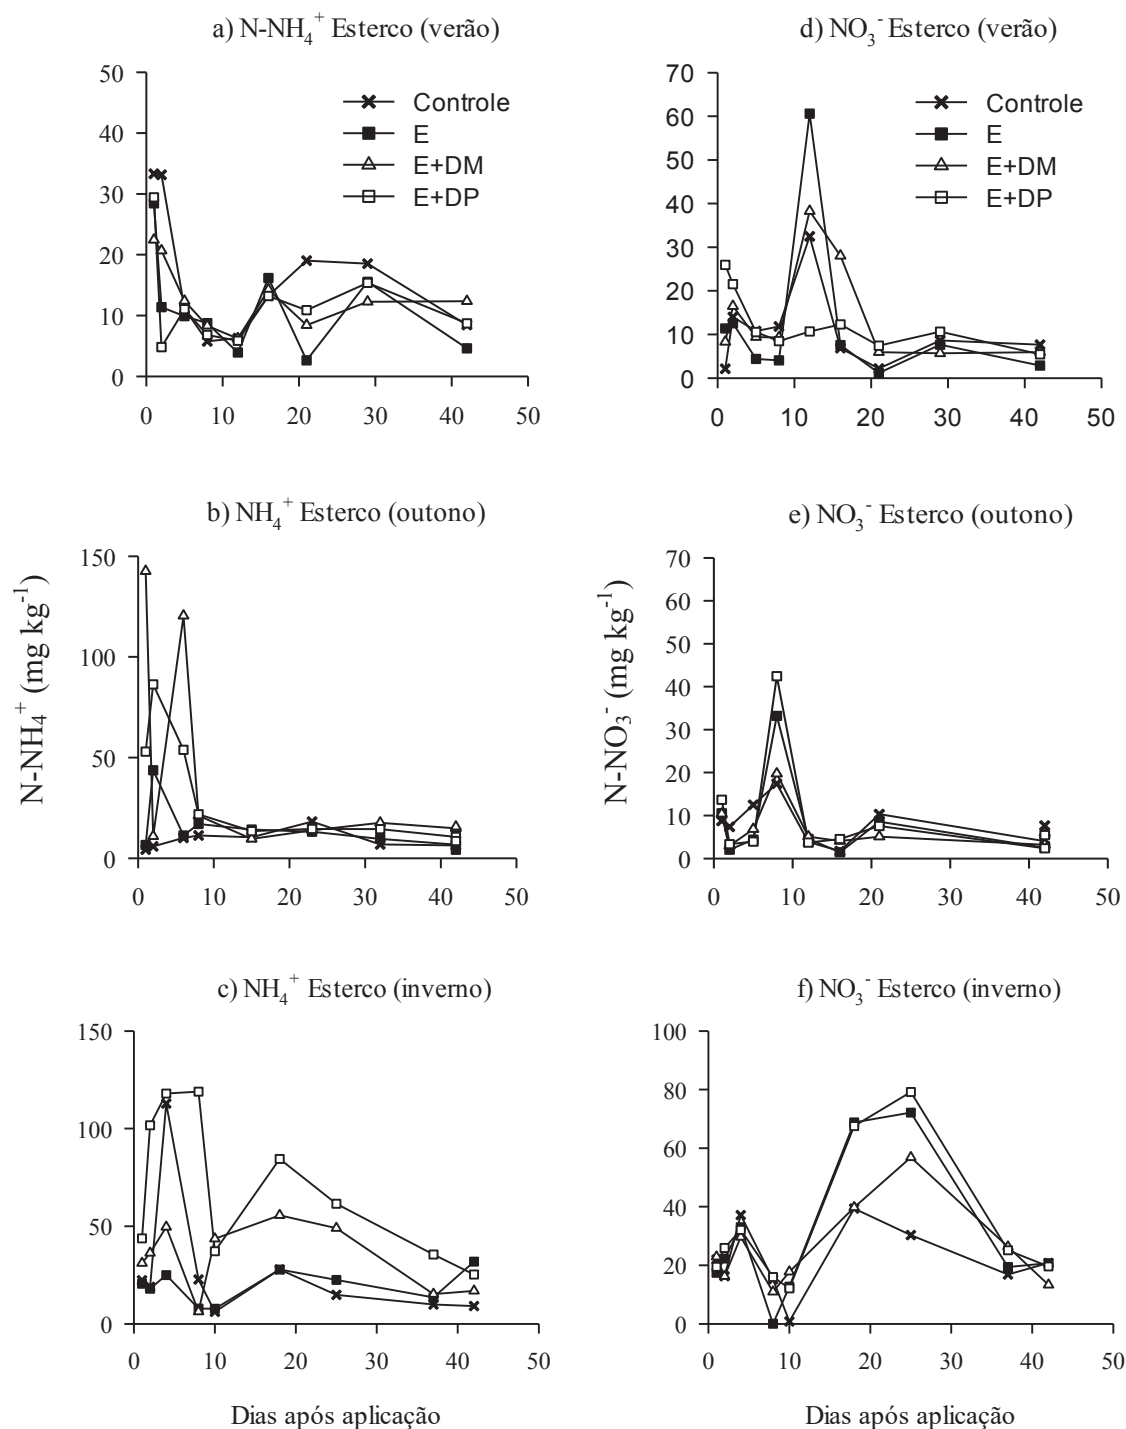 a) N-NH₄⁺ Esterco (verão)
50
40
30
20
10
0
0 10 20 30 40 50
Controle
E
E+DM
E+DP
d) NO₃⁻ Esterco (verão)
70
60
50
40
30
20
10
0
0 10 20 30 40 50
Controle
E
E+DM
E+DP
b) NH₄⁺ Esterco (outono)
N-NH₄⁺ (mg kg⁻¹)
150
100
50
0
0 10 20 30 40 50
e) NO₃⁻ Esterco (outono)
N-NO₃⁻ (mg kg⁻¹)
70
60
50
40
30
20
10
0
0 10 20 30 40 50
c) NH₄⁺ Esterco (inverno)
150
100
50
0
0 10 20 30 40 50
Dias após aplicação
f) NO₃⁻ Esterco (inverno)
100
80
60
40
20
0
0 10 20 30 40 50
Dias após aplicação